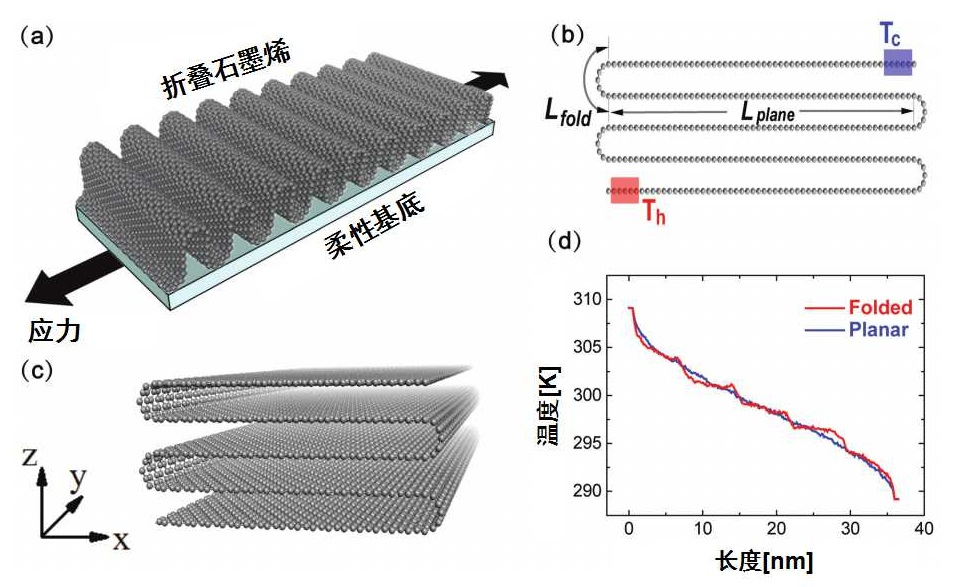 (a)
折叠石墨烯
柔性基底
应力
(b)
Tc
Lfold
Lplane
Th
(c)
z
y
x
(d)
310
305
300
295
290
温度[K]
Folded
Planar
0
10
20
30
40
长度[nm]